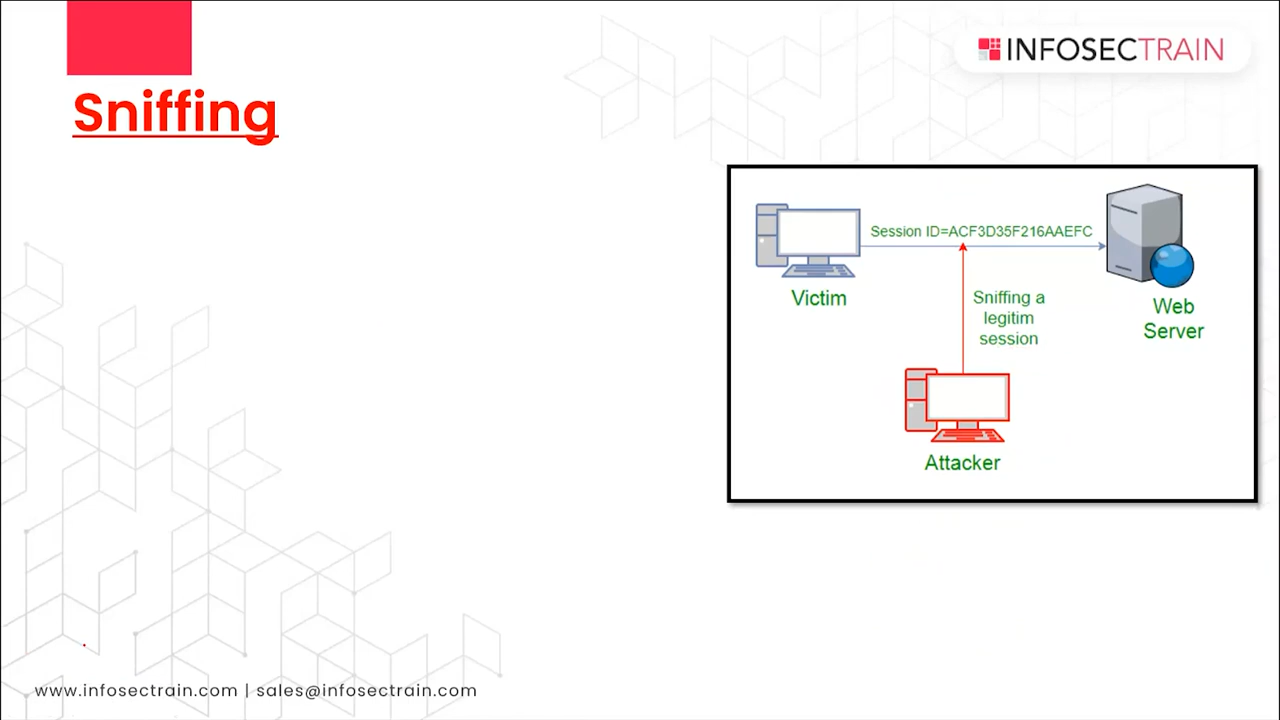 INFOSECTRAIN
Sniffing
Session ID=ACF3D35F216AAEFC
Victim
Sniffing a
legitim
session
Web
Server
Attacker
www.infosectrain.com | sales@infosectrain.com